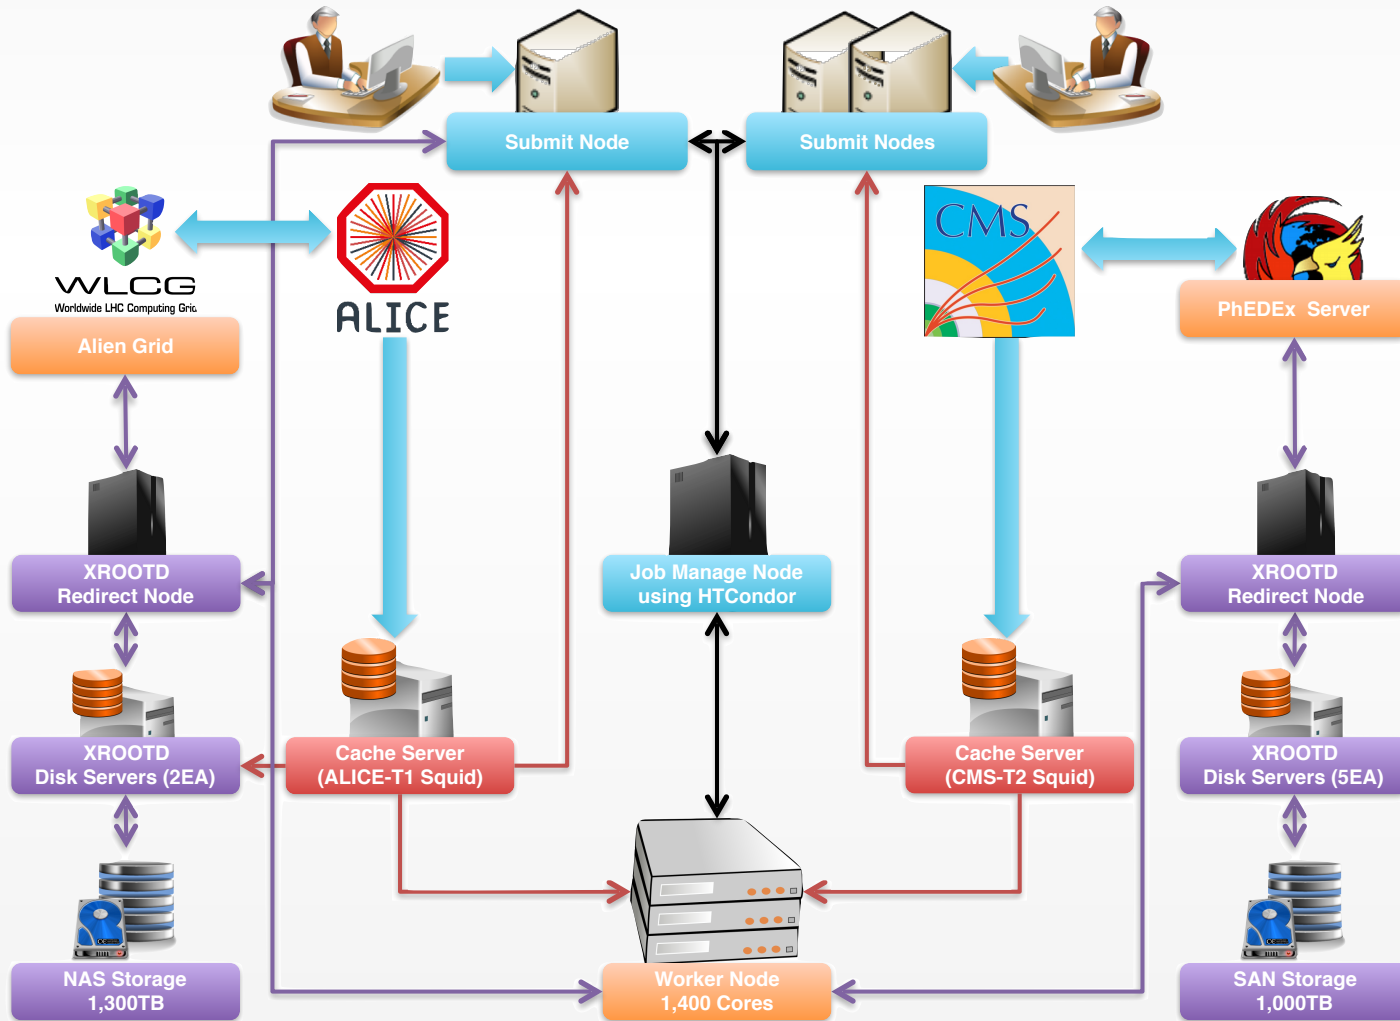 Submit Node
Submit Nodes
WLCG
Worldwide LHC Computing Grid
ALICE
CMS
Alien Grid
PhEDEx Server
XROOTD
Redirect Node
Job Manage Node
using HTCondor
XROOTD
Redirect Node
XROOTD
Disk Servers (2EA)
Cache Server
(ALICE-T1 Squid)
Cache Server
(CMS-T2 Squid)
XROOTD
Disk Servers (5EA)
NAS Storage
1,300TB
Worker Node
1,400 Cores
SAN Storage
1,000TB